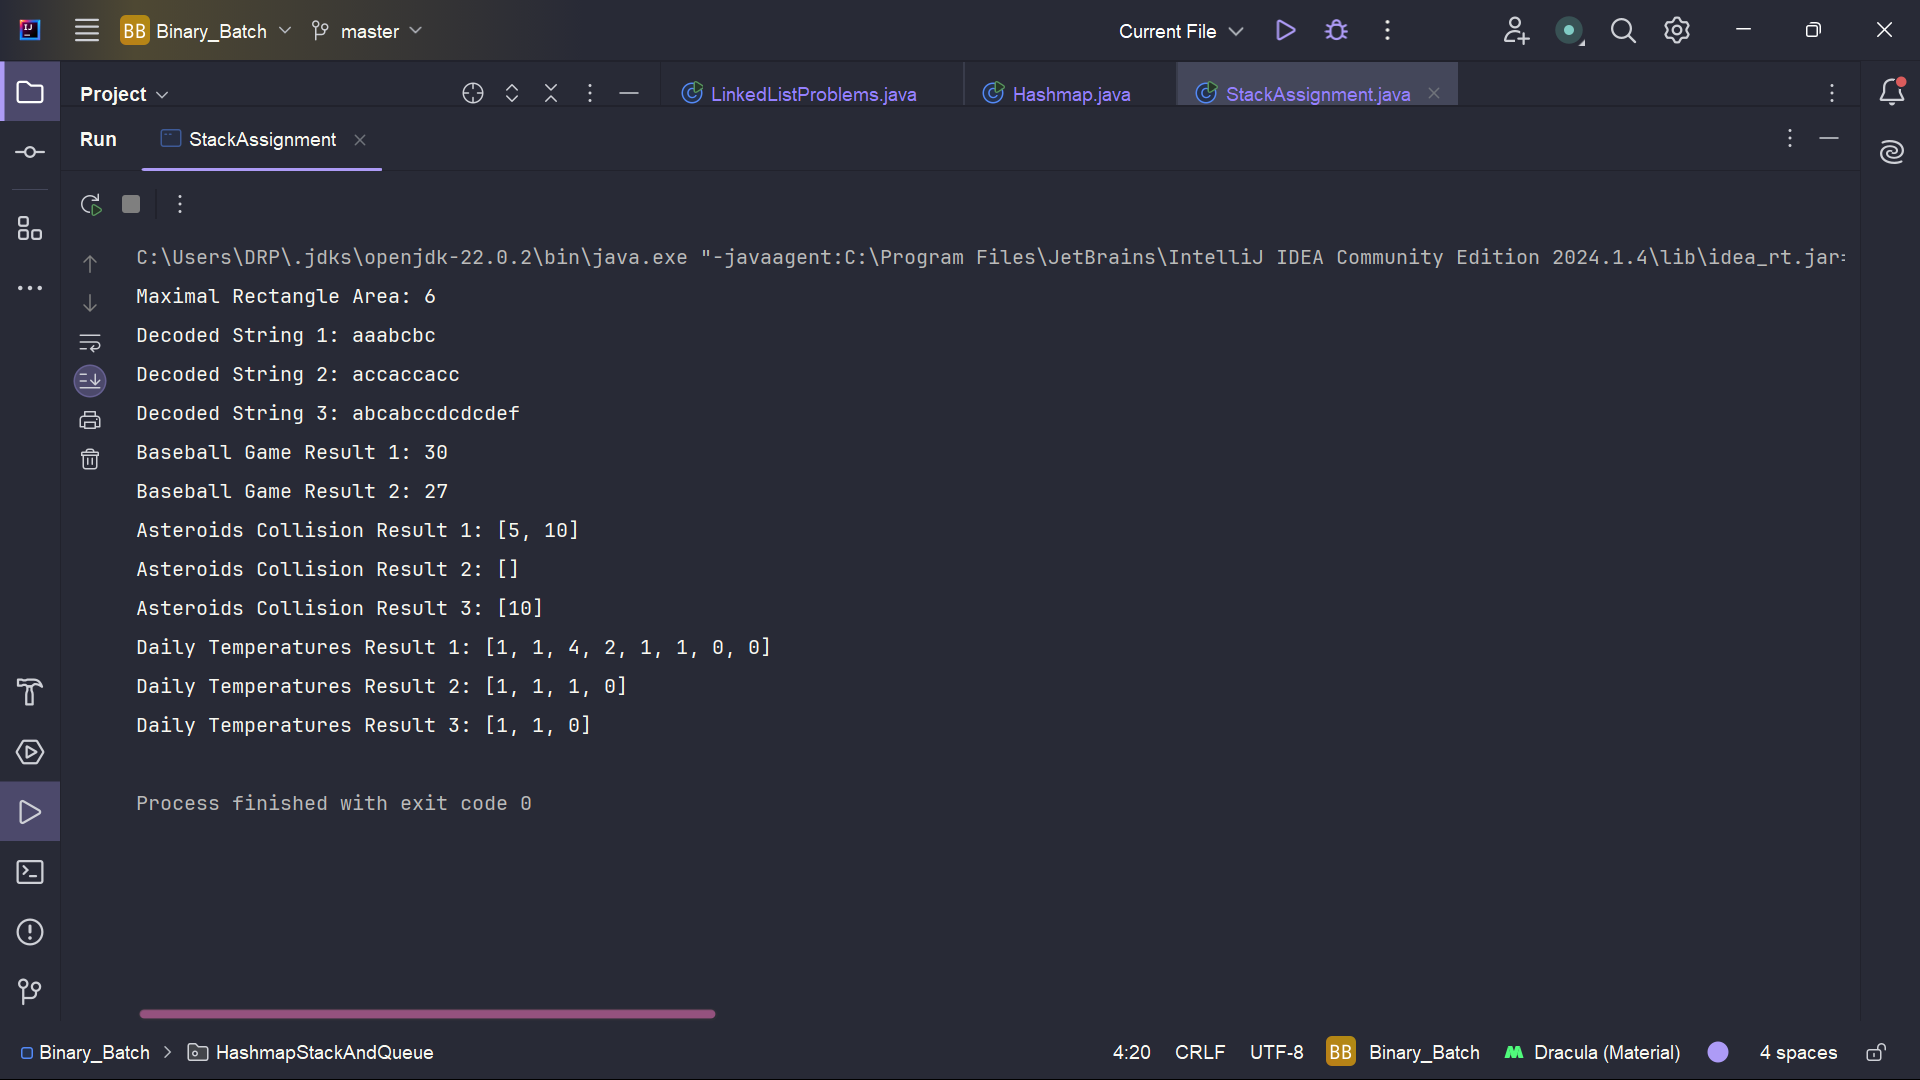 BB Binary_Batch master Current File
Project LinkedListProblems.java Hashmap.java StackAssignment.java
Run StackAssignment
C:\Users\DRP\.jdks\openjdk-22.0.2\bin\java.exe "-javaagent:C:\Program Files\JetBrains\IntelliJ IDEA Community Edition 2024.1.4\lib\idea_rt.jar=
Maximal Rectangle Area: 6
Decoded String 1: aaabcbc
Decoded String 2: accaccacc
Decoded String 3: abcabccdcdcdef
Baseball Game Result 1: 30
Baseball Game Result 2: 27
Asteroids Collision Result 1: [5, 10]
Asteroids Collision Result 2: []
Asteroids Collision Result 3: [10]
Daily Temperatures Result 1: [1, 1, 4, 2, 1, 1, 0, 0]
Daily Temperatures Result 2: [1, 1, 1, 0]
Daily Temperatures Result 3: [1, 1, 0]
Process finished with exit code 0
Binary_Batch > HashmapStackAndQueue 4:20 CRLF UTF-8 BB Binary_Batch Dracula (Material) 4 spaces